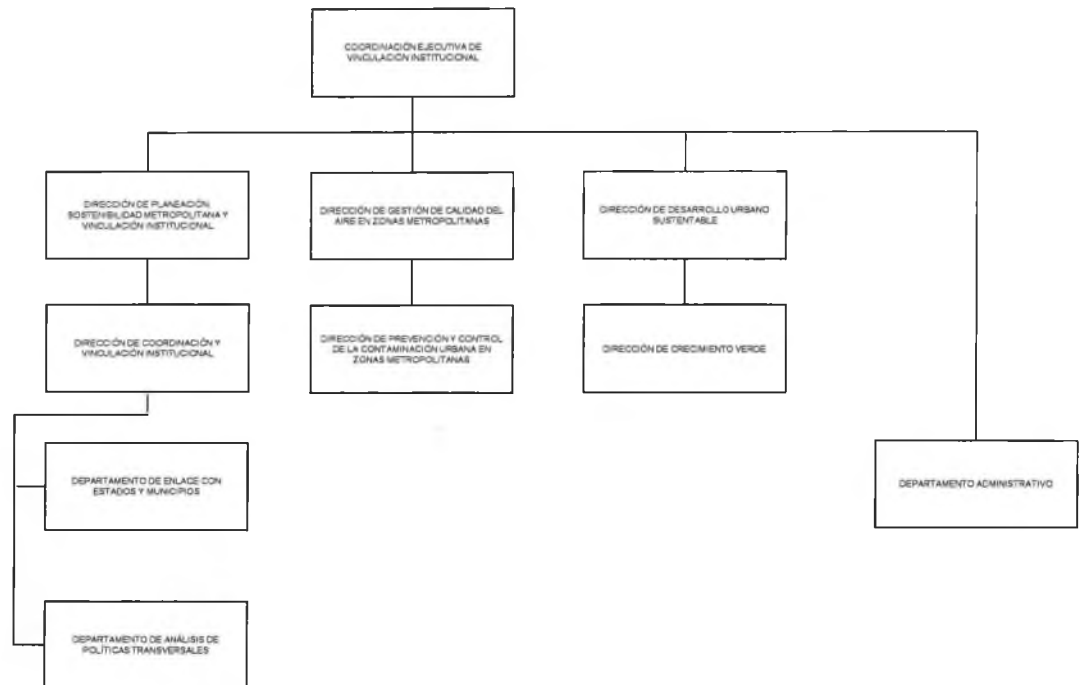 COORDINACIÓN EJECUTIVA DE
VINCULACIÓN INSTITUCIONAL
DIRECCIÓN DE PLANEACIÓN
SOSTENIBILIDAD METROPOLITANA Y
VINCULACIÓN INSTITUCIONAL
DIRECCIÓN DE GESTIÓN DE CALIDAD DEL
AIRE EN ZONAS METROPOLITANAS
DIRECCIÓN DE DESARROLLO URBANO
SUSTENTABLE
DIRECCIÓN DE COORDINACIÓN Y
VINCULACIÓN INSTITUCIONAL
DIRECCIÓN DE PREVENCIÓN Y CONTROL
DE LA CONTAMINACIÓN URBANA EN
ZONAS METROPOLITANAS
DIRECCIÓN DE CRECIMIENTO VERDE
DEPARTAMENTO DE ENLACE CON
ESTADOS Y MUNICIPIOS
DEPARTAMENTO ADMINISTRATIVO
DEPARTAMENTO DE ANÁLISIS DE
POLÍTICAS TRANSVERSALES